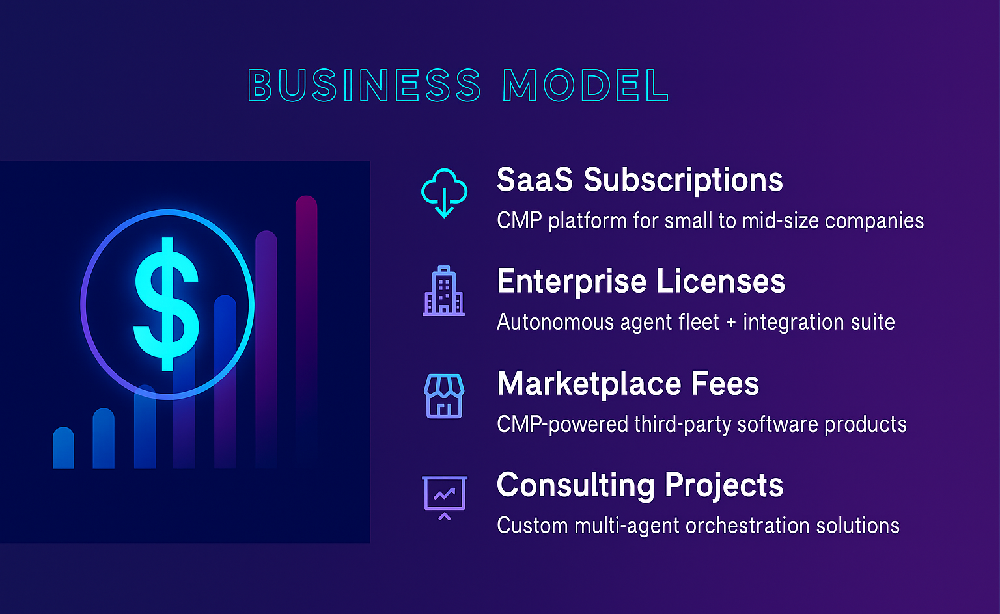 BUSINESS MODEL
$
SaaS Subscriptions
CMP platform for small to mid-size companies
Enterprise Licenses
Autonomous agent fleet + integration suite
Marketplace Fees
CMP-powered third-party software products
Consulting Projects
Custom multi-agent orchestration solutions